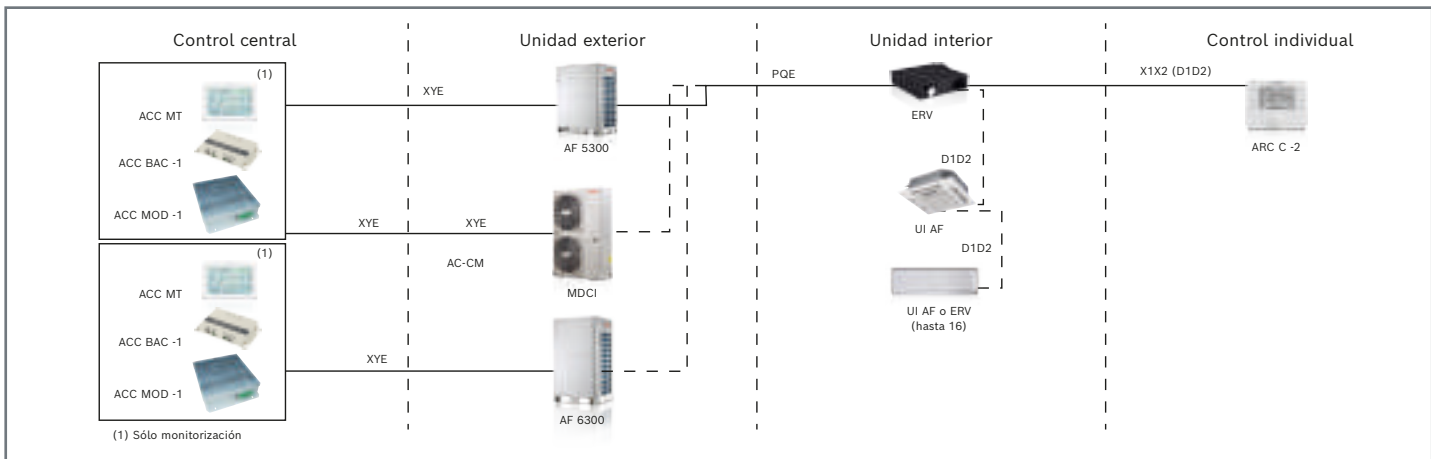 Control central
Unidad exterior
Unidad interior
Control individual
(1)
ACC MT
ACC BAC -1
ACC MOD -1
XYE
AF 5300
PQE
ERV
X1X2 (D1D2)
ARC C -2
D1D2
UI AF
XYE
XYE
AC-CM
MDCI
D1D2
UI AF o ERV
(hasta 16)
(1)
ACC MT
ACC BAC -1
ACC MOD -1
XYE
AF 6300
(1) Sólo monitorización